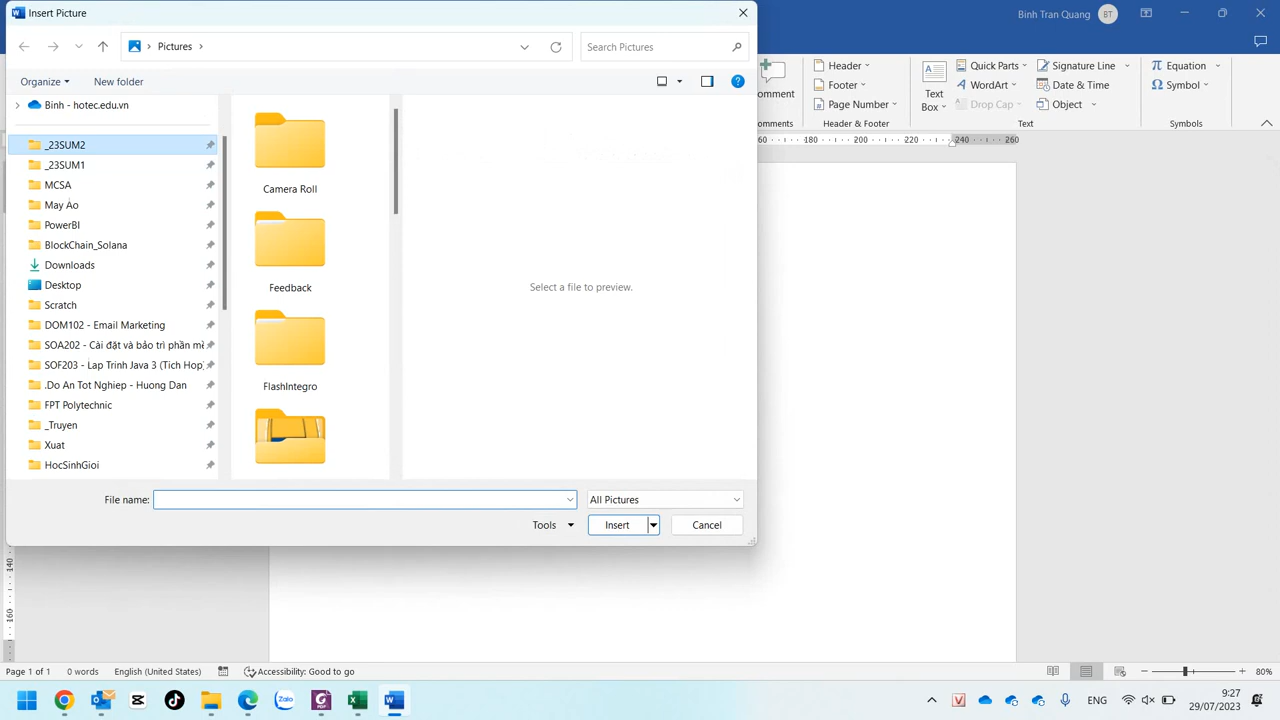 Insert Picture
Binh Tran Quang BT
Pictures
Search Pictures
Organize New folder
Binh - hotec.edu.vn
_23SUM2
_23SUM1
MCSA
May Ao
PowerBI
BlockChain_Solana
Downloads
Desktop
Scratch
DOM102 - Email Marketing
SOA202 - Cài đặt và bảo trì phần mề
SOF203 - Lap Trinh Java 3 (Tich Hop)
.Do An Tot Nghiep - Huong Dan
FPT Polytechnic
_Truyen
Xuat
HocSinhGioi
Camera Roll
Feedback
FlashIntegro
Select a file to preview.
File name: All Pictures
Tools Insert Cancel
omment
omments
Header
Footer
Page Number
Header & Footer
Text
Box
Quick Parts
WordArt
Drop Cap
Signature Line
Date & Time
Object
Text
Equation
Symbol
Symbols
140 160 180 200 220 240 260
140
160
Page 1 of 1 0 words English (United States) Accessibility: Good to go 80%
Zalo
ENG
9:27
29/07/2023